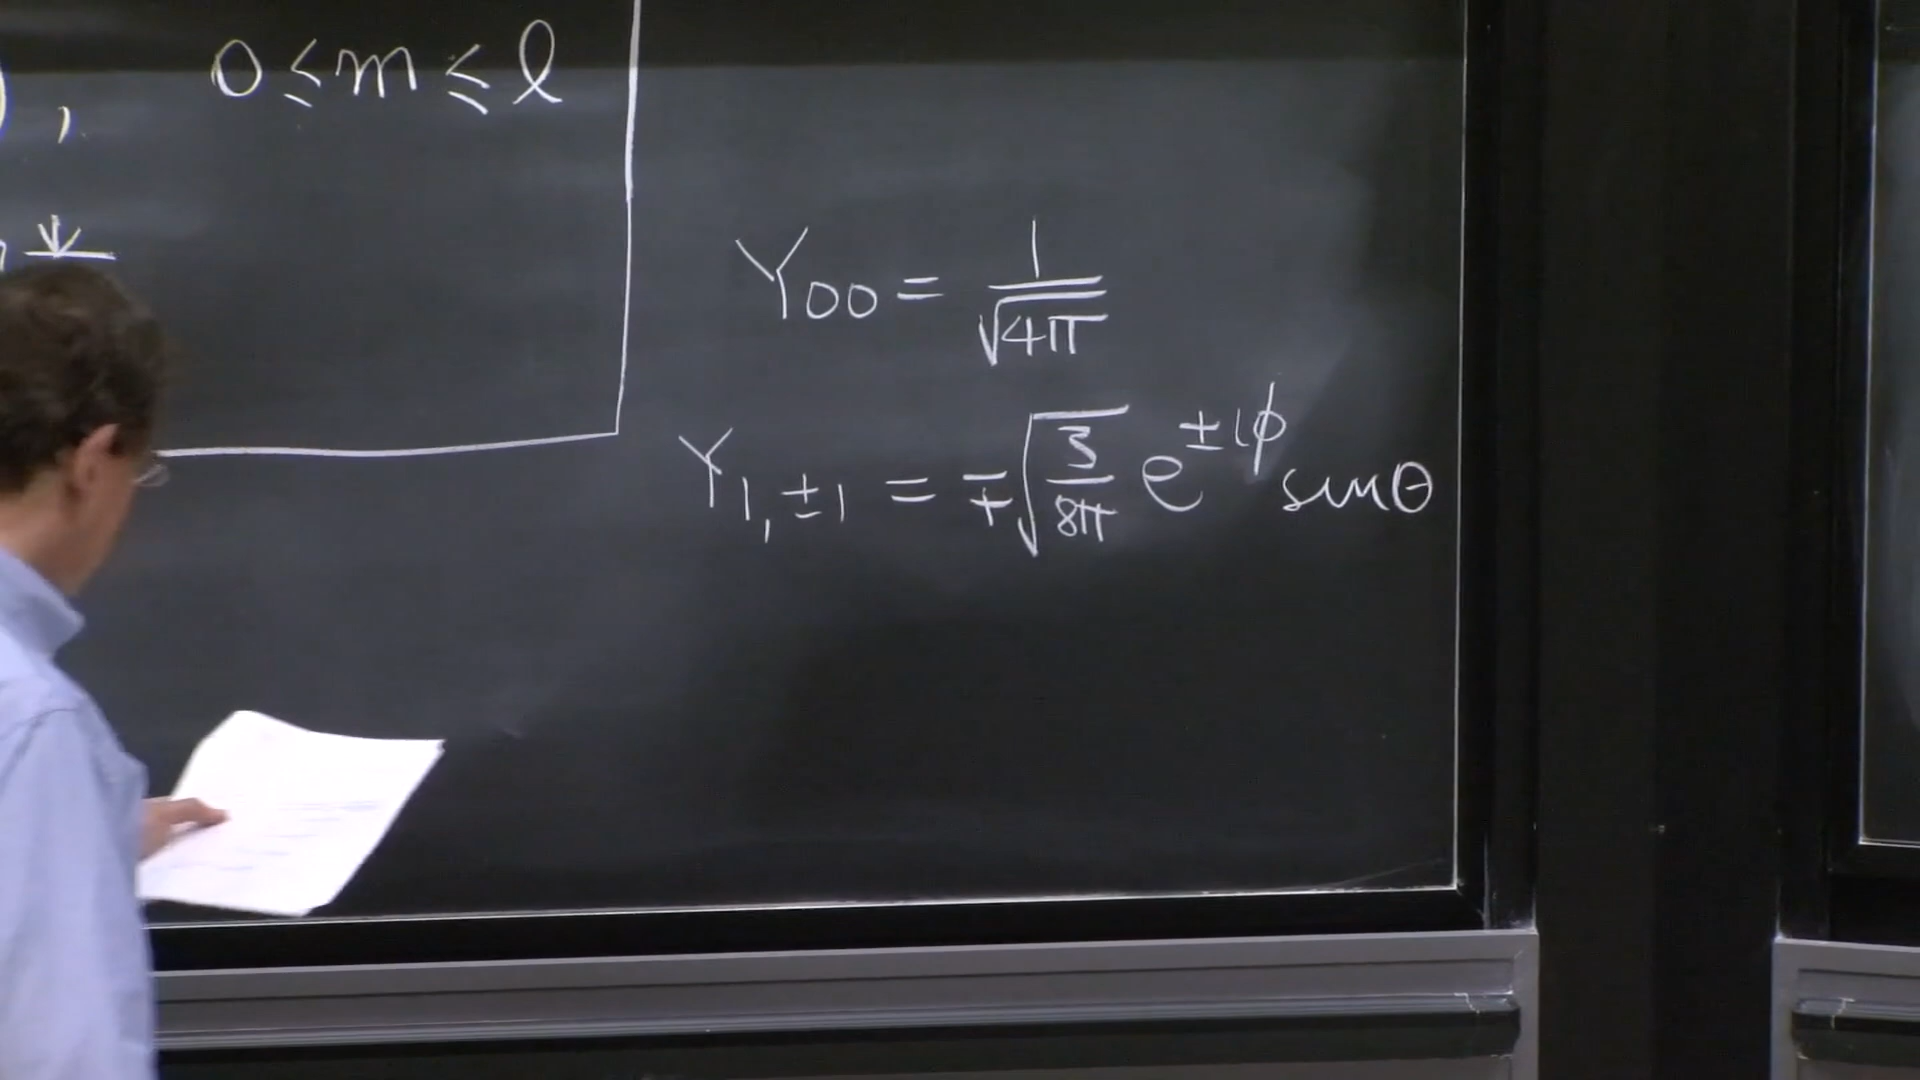 ), 0 ≤ m ≤ l
Y₀₀ = 1/√(4π)
Y₁,±₁ = ∓√(3/8π) e^{±iφ} sinθ